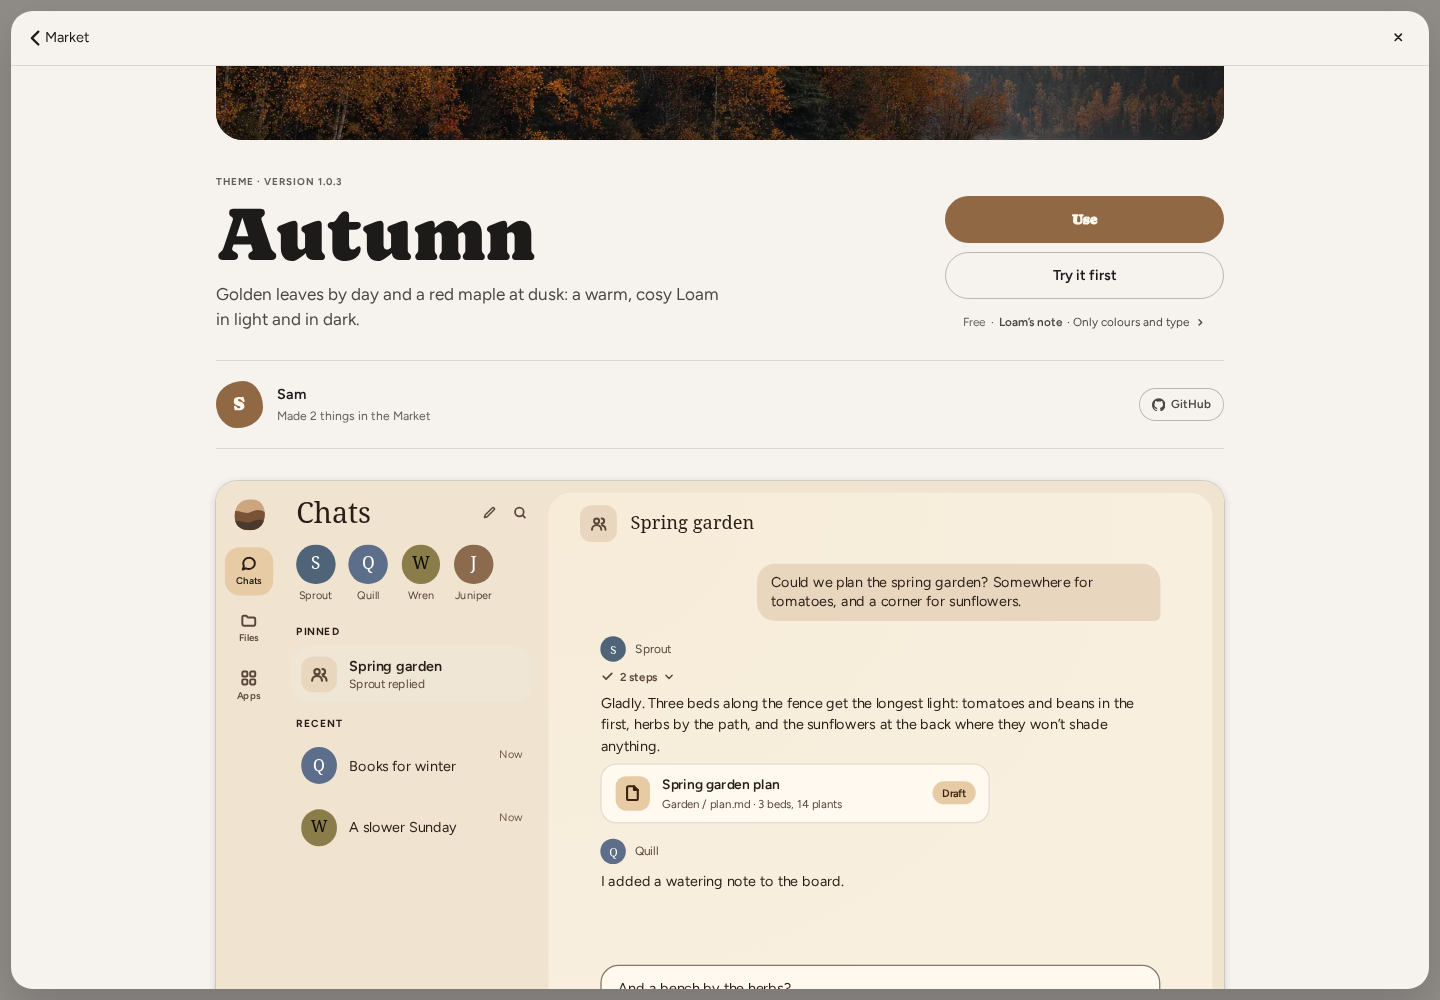 Market
THEME · VERSION 1.0.3
Autumn
Golden leaves by day and a red maple at dusk: a warm, cosy Loam
in light and in dark.
Use
Try it first
Free · Loam's note · Only colours and type
S
Sam
Made 2 things in the Market
GitHub
Chats
Files
Apps
Chats
S
Q
W
J
Sprout
Quill
Wren
Juniper
PINNED
Spring garden
Sprout replied
RECENT
Q
Books for winter
Now
W
A slower Sunday
Now
Spring garden
Could we plan the spring garden? Somewhere for
tomatoes, and a corner for sunflowers.
S
Sprout
2 steps
Gladly. Three beds along the fence get the longest light: tomatoes and beans in the
first, herbs by the path, and the sunflowers at the back where they won't shade
anything.
Spring garden plan
Garden / plan.md · 3 beds, 14 plants
Draft
Q
Quill
I added a watering note to the board.
And a bench by the herbs?